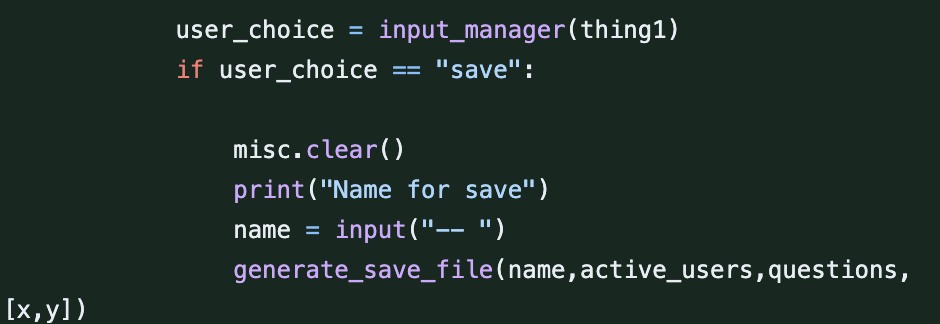 user_choice = input_manager(thing1)
if user_choice == "save":
misc.clear()
print("Name for save")
name = input("-- ")
generate_save_file(name,active_users,questions,
[x,y])